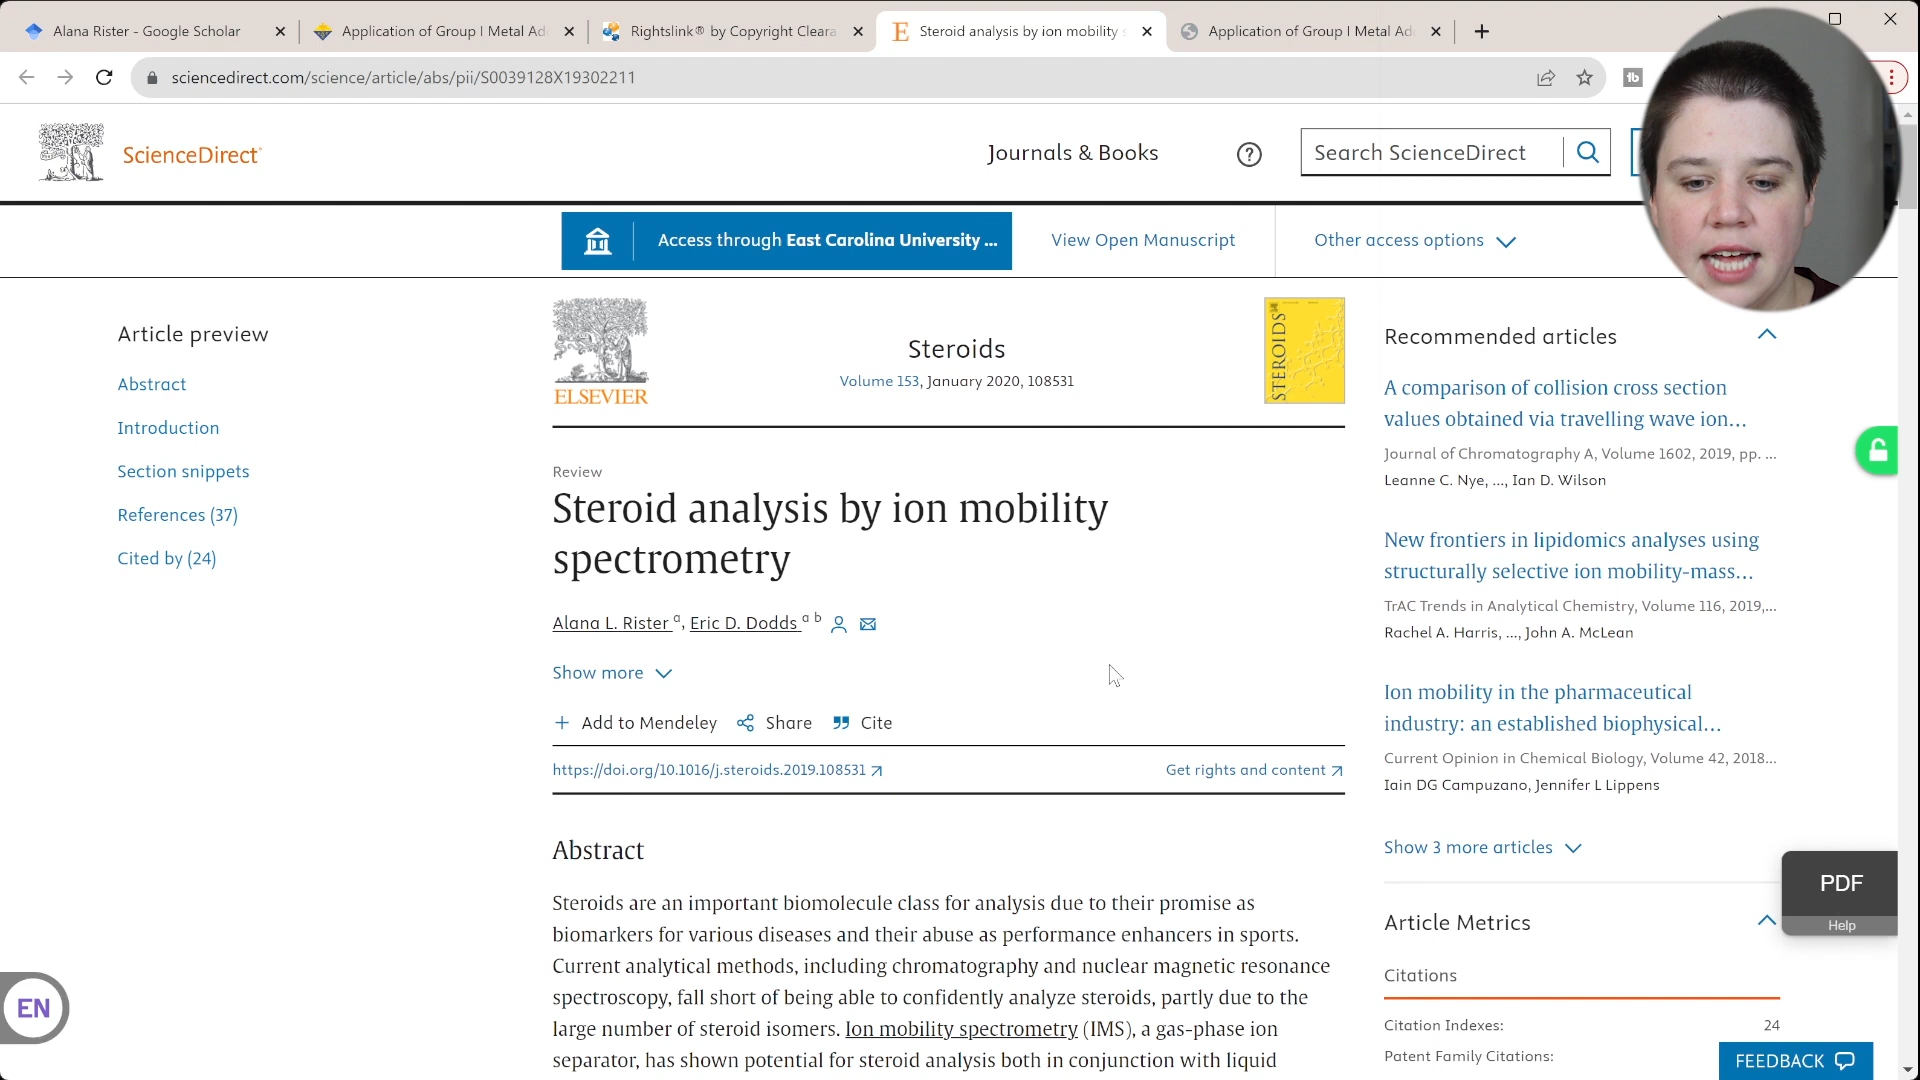 Alana Rister - Google Scholar
Application of Group I Metal Ad
Rightslink® by Copyright Cleara
Steroid analysis by ion mobility s
Application of Group I Metal Ad
sciencedirect.com/science/article/abs/pii/S0039128X19302211
ScienceDirect
Journals & Books
Search ScienceDirect
Access through East Carolina University ...
View Open Manuscript
Other access options
Article preview
Abstract
Introduction
Section snippets
References (37)
Cited by (24)
ELSEVIER
Steroids
Volume 153, January 2020, 108531
STEROIDS
Review
Steroid analysis by ion mobility
spectrometry
Alana L. Rister a, Eric D. Dodds a b
Show more
Add to Mendeley
Share
Cite
https://doi.org/10.1016/j.steroids.2019.108531
Get rights and content
Abstract
Steroids are an important biomolecule class for analysis due to their promise as
biomarkers for various diseases and their abuse as performance enhancers in sports.
Current analytical methods, including chromatography and nuclear magnetic resonance
spectroscopy, fall short of being able to confidently analyze steroids, partly due to the
large number of steroid isomers. Ion mobility spectrometry (IMS), a gas-phase ion
separator, has shown potential for steroid analysis both in conjunction with liquid
Recommended articles
A comparison of collision cross section
values obtained via travelling wave ion...
Journal of Chromatography A, Volume 1602, 2019, pp. ...
Leanne C. Nye, ..., Ian D. Wilson
New frontiers in lipidomics analyses using
structurally selective ion mobility-mass...
TrAC Trends in Analytical Chemistry, Volume 116, 2019,...
Rachel A. Harris, ..., John A. McLean
Ion mobility in the pharmaceutical
industry: an established biophysical...
Current Opinion in Chemical Biology, Volume 42, 2018...
Iain DG Campuzano, Jennifer L Lippens
Show 3 more articles
Article Metrics
Citations
Citation Indexes:
24
Patent Family Citations:
PDF
Help
FEEDBACK
EN